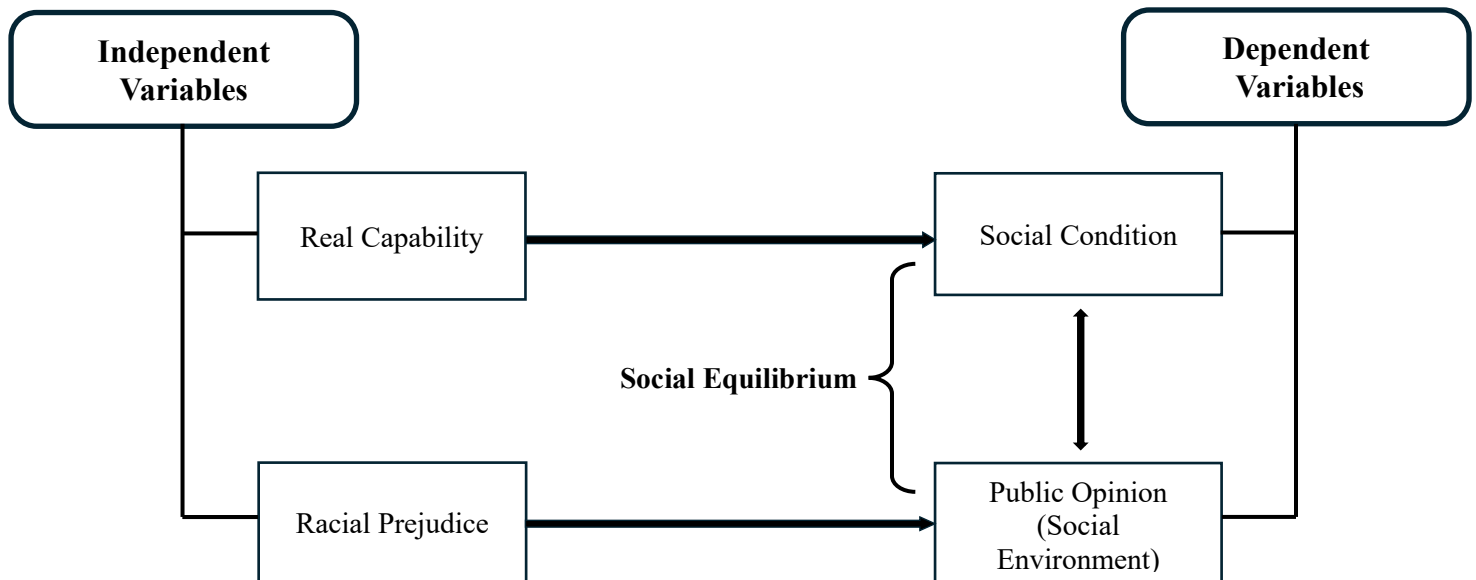 Independent
Variables
Dependent
Variables
Real Capability
Social Condition
Social Equilibrium
Racial Prejudice
Public Opinion
(Social
Environment)